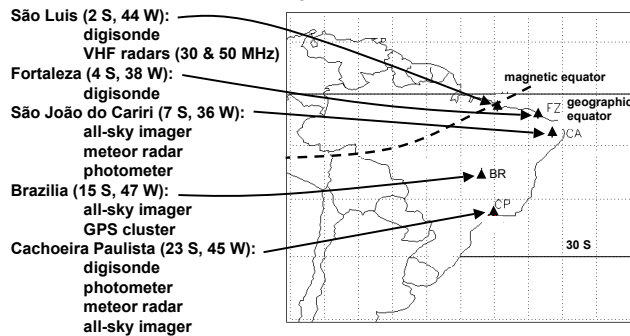 São Luis (2 S, 44 W):
digisonde
VHF radars (30 & 50 MHz)
Fortaleza (4 S, 38 W):
digisonde
São João do Cariri (7 S, 36 W):
all-sky imager
meteor radar
photometer
Brazilia (15 S, 47 W):
all-sky imager
GPS cluster
Cachoeira Paulista (23 S, 45 W):
digisonde
photometer
meteor radar
all-sky imager
magnetic equator
FZ
geographic
equator
CA
BR
CP
30 S